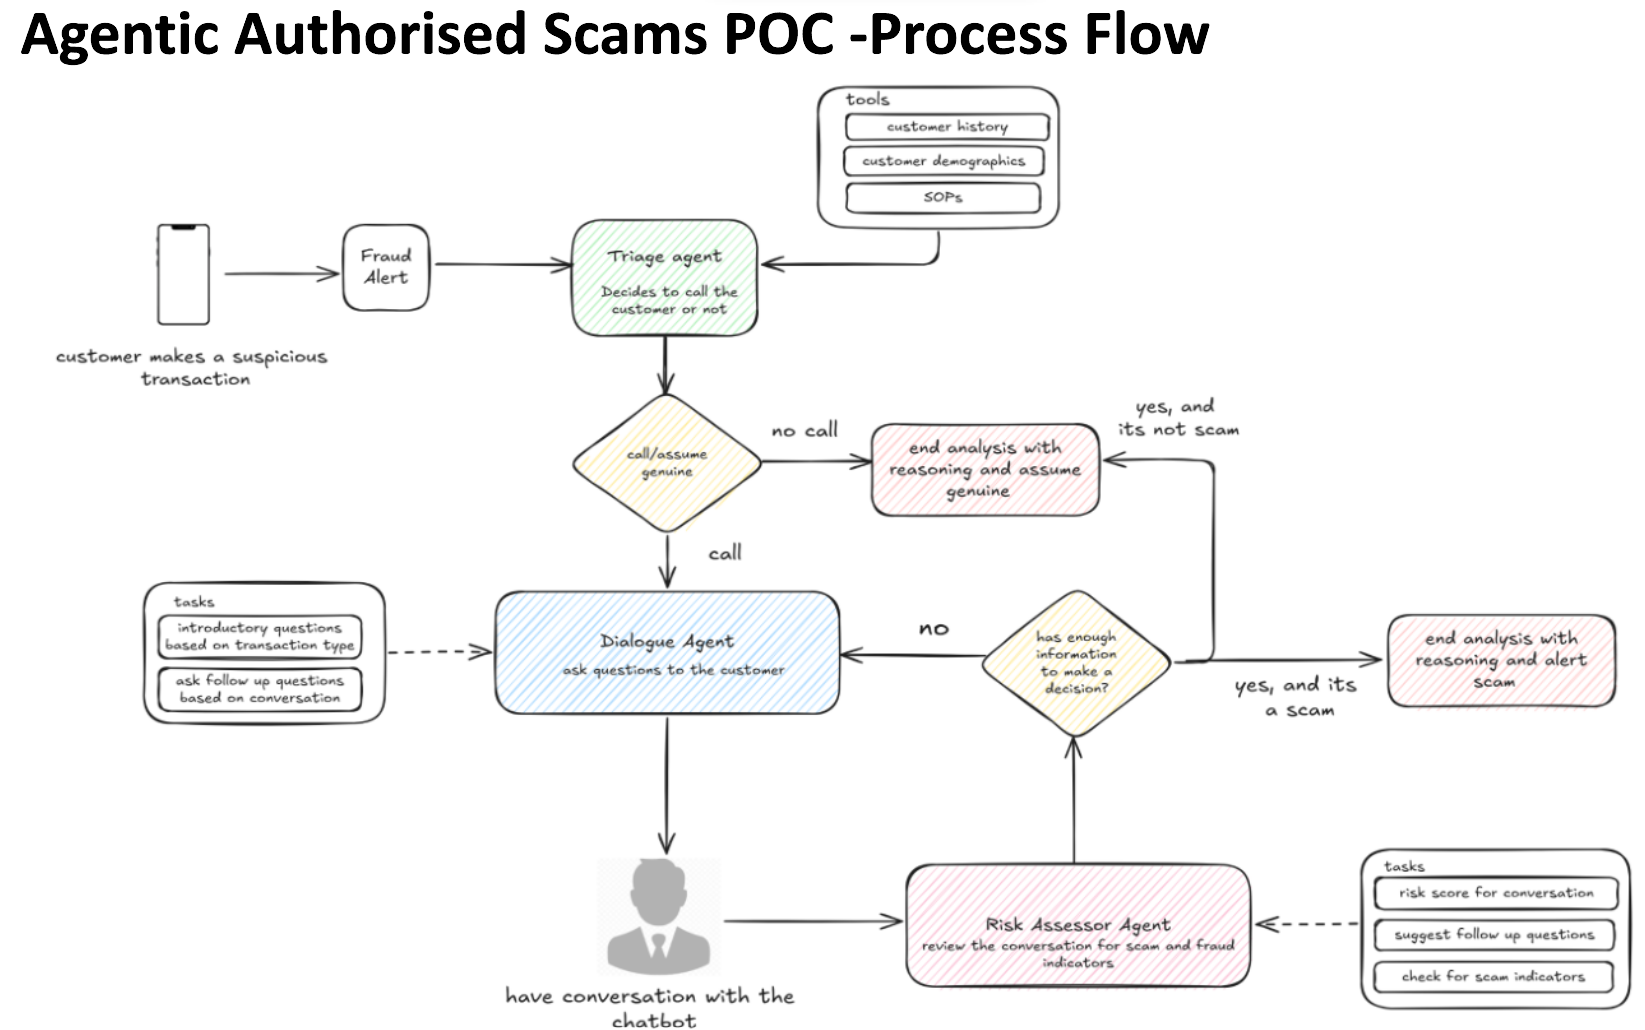 Agentic Authorised Scams POC -Process Flow
tools
customer history
customer demographics
SOPs
Fraud
Alert
Triage agent
Decides to call the
customer or not
customer makes a suspicious
transaction
call/assume
genuine
no call
end analysis with
reasoning and assume
genuine
yes, and
its not scam
call
tasks
introductory questions
based on transaction type
ask follow up questions
based on conversation
Dialogue Agent
ask questions to the customer
no
has enough
information
to make a
decision?
yes, and its
a scam
end analysis with
reasoning and alert
scam
have conversation with the
chatbot
Risk Assessor Agent
review the conversation for scam and fraud
indicators
tasks
risk score for conversation
suggest follow up questions
check for scam indicators